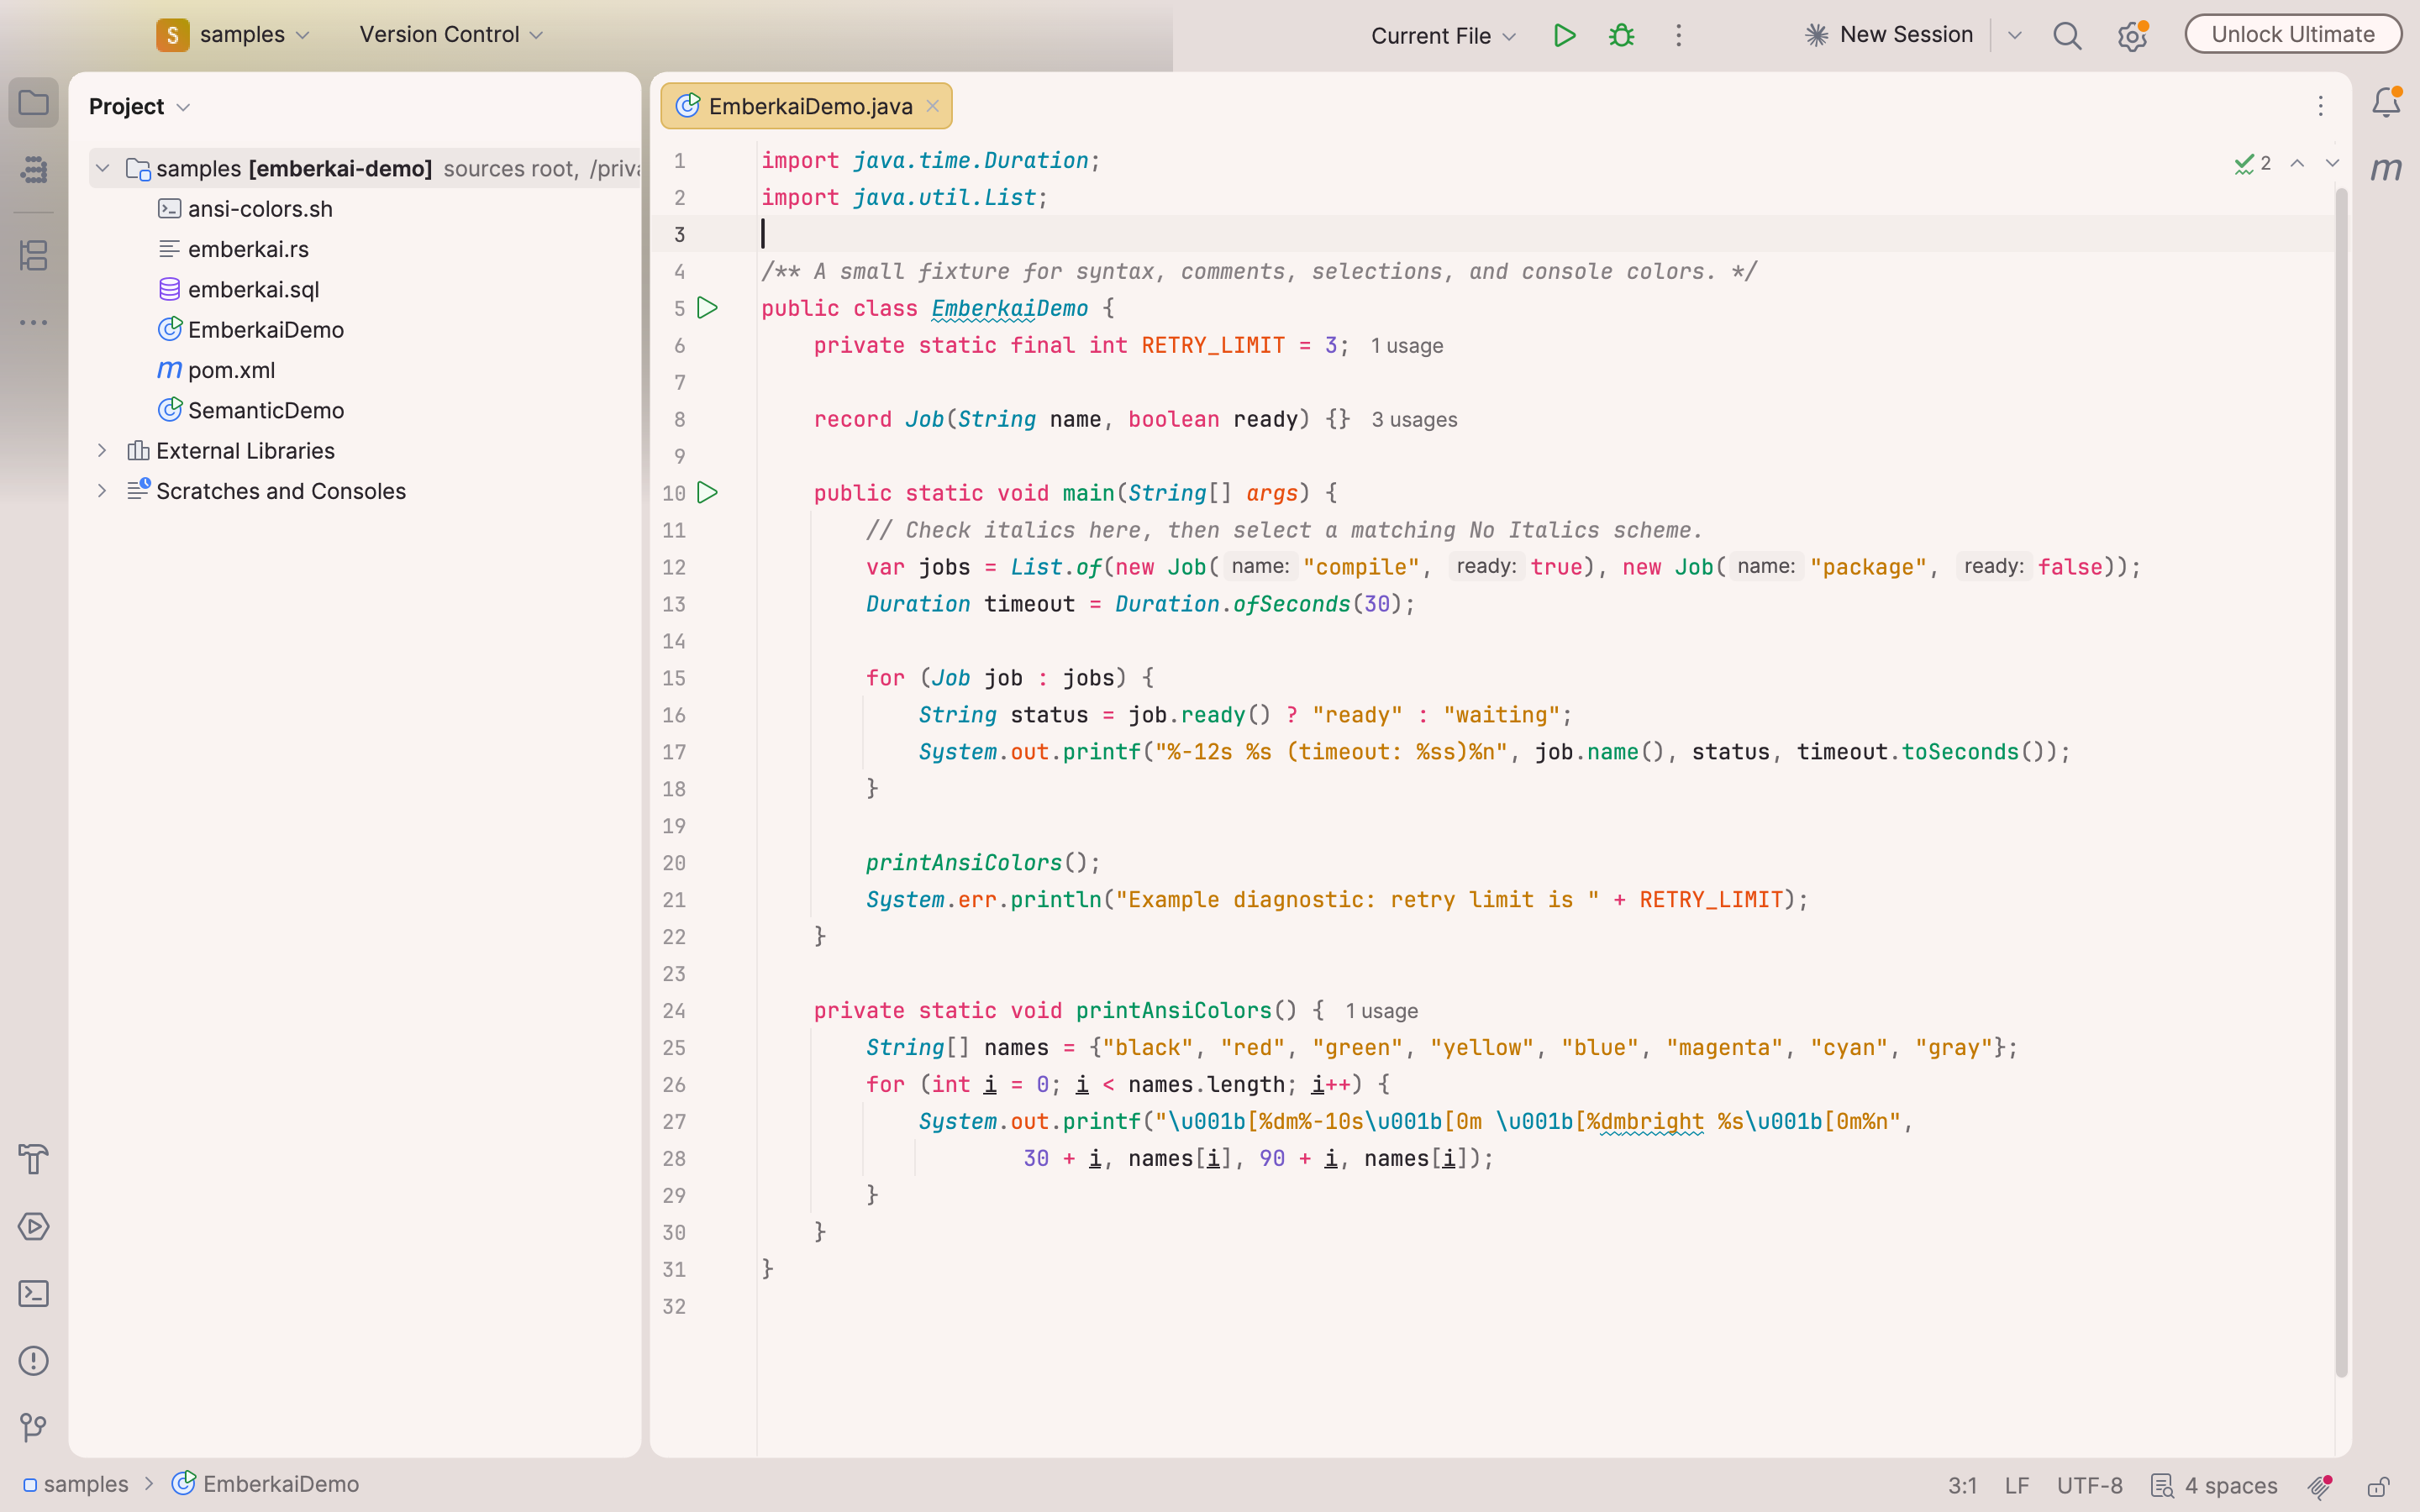 S samples Version Control Current File New Session Unlock Ultimate
Project
samples [emberkai-demo] sources root, /priv
ansi-colors.sh
emberkai.rs
emberkai.sql
EmberkaiDemo
m pom.xml
SemanticDemo
External Libraries
Scratches and Consoles
EmberkaiDemo.java
2
m
1 import java.time.Duration;
2 import java.util.List;
3
4 /** A small fixture for syntax, comments, selections, and console colors. */
5 public class EmberkaiDemo {
6     private static final int RETRY_LIMIT = 3; 1 usage
7
8     record Job(String name, boolean ready) {} 3 usages
9
10     public static void main(String[] args) {
11         // Check italics here, then select a matching No Italics scheme.
12         var jobs = List.of(new Job( name: "compile", ready: true), new Job( name: "package", ready: false));
13         Duration timeout = Duration.ofSeconds(30);
14
15         for (Job job : jobs) {
16             String status = job.ready() ? "ready" : "waiting";
17             System.out.printf("%-12s %s (timeout: %ss)%n", job.name(), status, timeout.toSeconds());
18         }
19
20         printAnsiColors();
21         System.err.println("Example diagnostic: retry limit is " + RETRY_LIMIT);
22     }
23
24     private static void printAnsiColors() { 1 usage
25         String[] names = {"black", "red", "green", "yellow", "blue", "magenta", "cyan", "gray"};
26         for (int i = 0; i < names.length; i++) {
27             System.out.printf("\u001b[%dm%-10s\u001b[0m \u001b[%dmbright %s\u001b[0m%n",
28                     30 + i, names[i], 90 + i, names[i]);
29         }
30     }
31 }
32
samples EmberkaiDemo 3:1 LF UTF-8 4 spaces